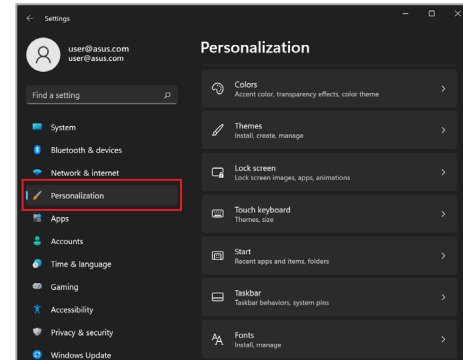 Settings
user@asus.com
user@asus.com
Find a setting
System
Bluetooth & devices
Network & internet
Personalization
Apps
Accounts
Time & language
Gaming
Accessibility
Privacy & security
Windows Update
Personalization
Colors
Accent color, transparency effects, color theme
Themes
Install, create, manage
Lock screen
Lock screen images, apps, animations
Touch keyboard
Themes, size
Start
Recent apps and items, folders
Taskbar
Taskbar behaviors, system pins
Fonts
Install, manage